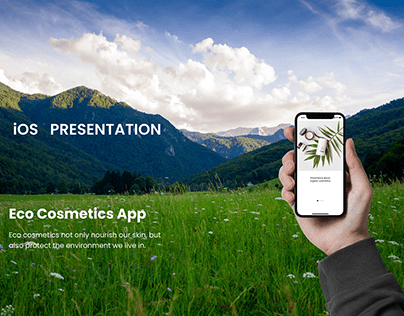 iOS PRESENTATION
Eco Cosmetics App
Eco cosmetics not only nourish our skin, but
also protect the environment we live in.